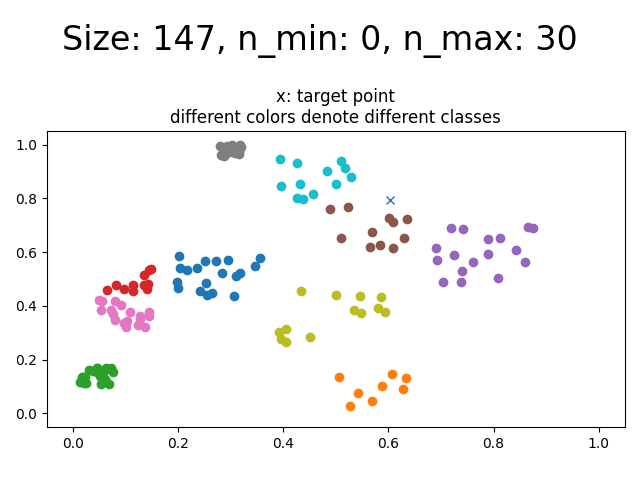 Size: 147, n_min: 0, n_max: 30
x: target point
different colors denote different classes
1.0
0.8
0.6
0.4
0.2
0.0
0.0 0.2 0.4 0.6 0.8 1.0